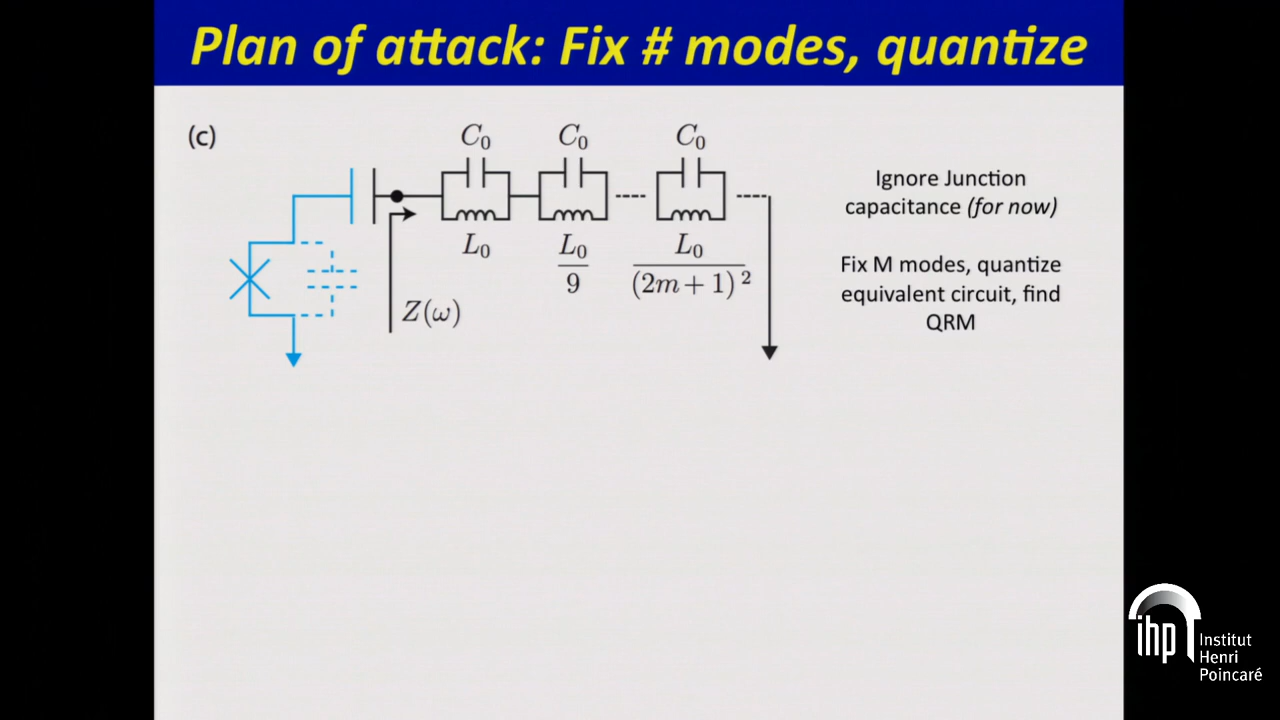 Plan of attack: Fix # modes, quantize
(c)
C₀ C₀ C₀
L₀ L₀/9 L₀/(2m+1)²
Z(ω)
Ignore Junction
capacitance (for now)
Fix M modes, quantize
equivalent circuit, find
QRM
ihp Institut
Henri
Poincaré